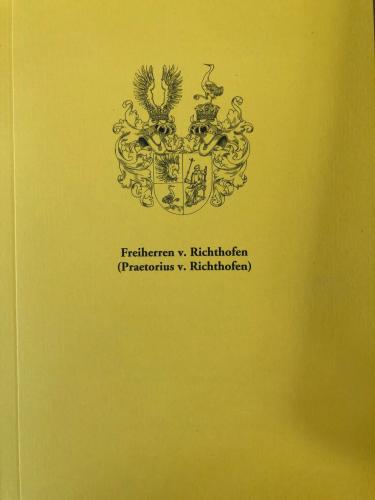 Freiherren v. Richthofen
(Praetorius v. Richthofen)